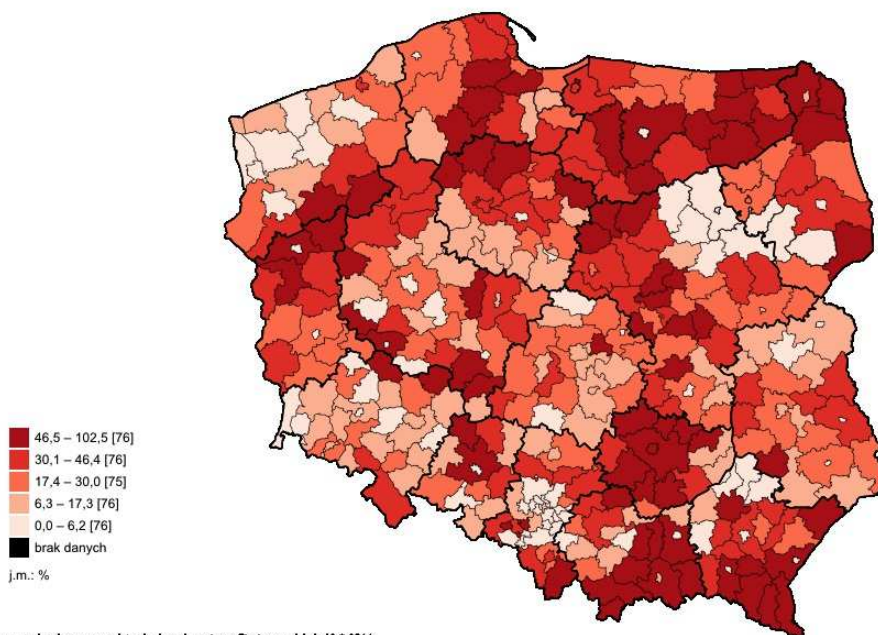 46,5 – 102,5 [76]
30,1 – 46,4 [76]
17,4 – 30,0 [75]
6,3 – 17,3 [76]
0,0 – 6,2 [76]
brak danych
j.m.: %